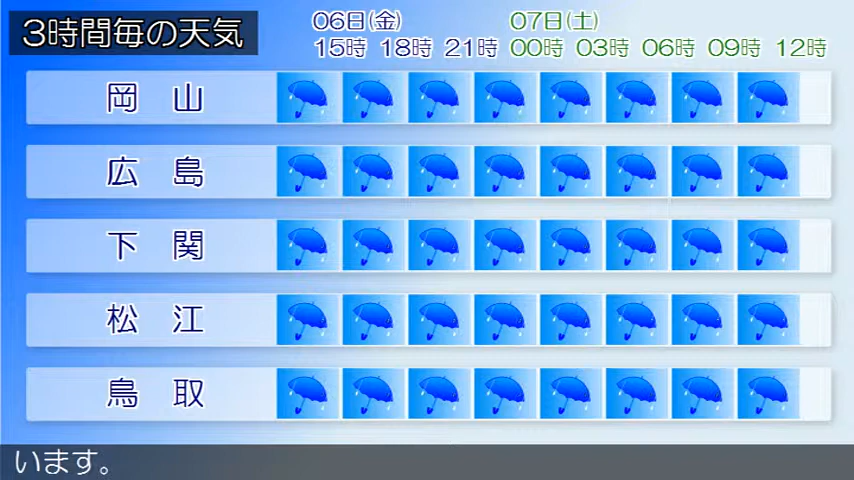 3時間毎の天気
06日(金) 07日(土)
15時 18時 21時 00時 03時 06時 09時 12時
岡 山
広 島
下 関
松 江
鳥 取
います。